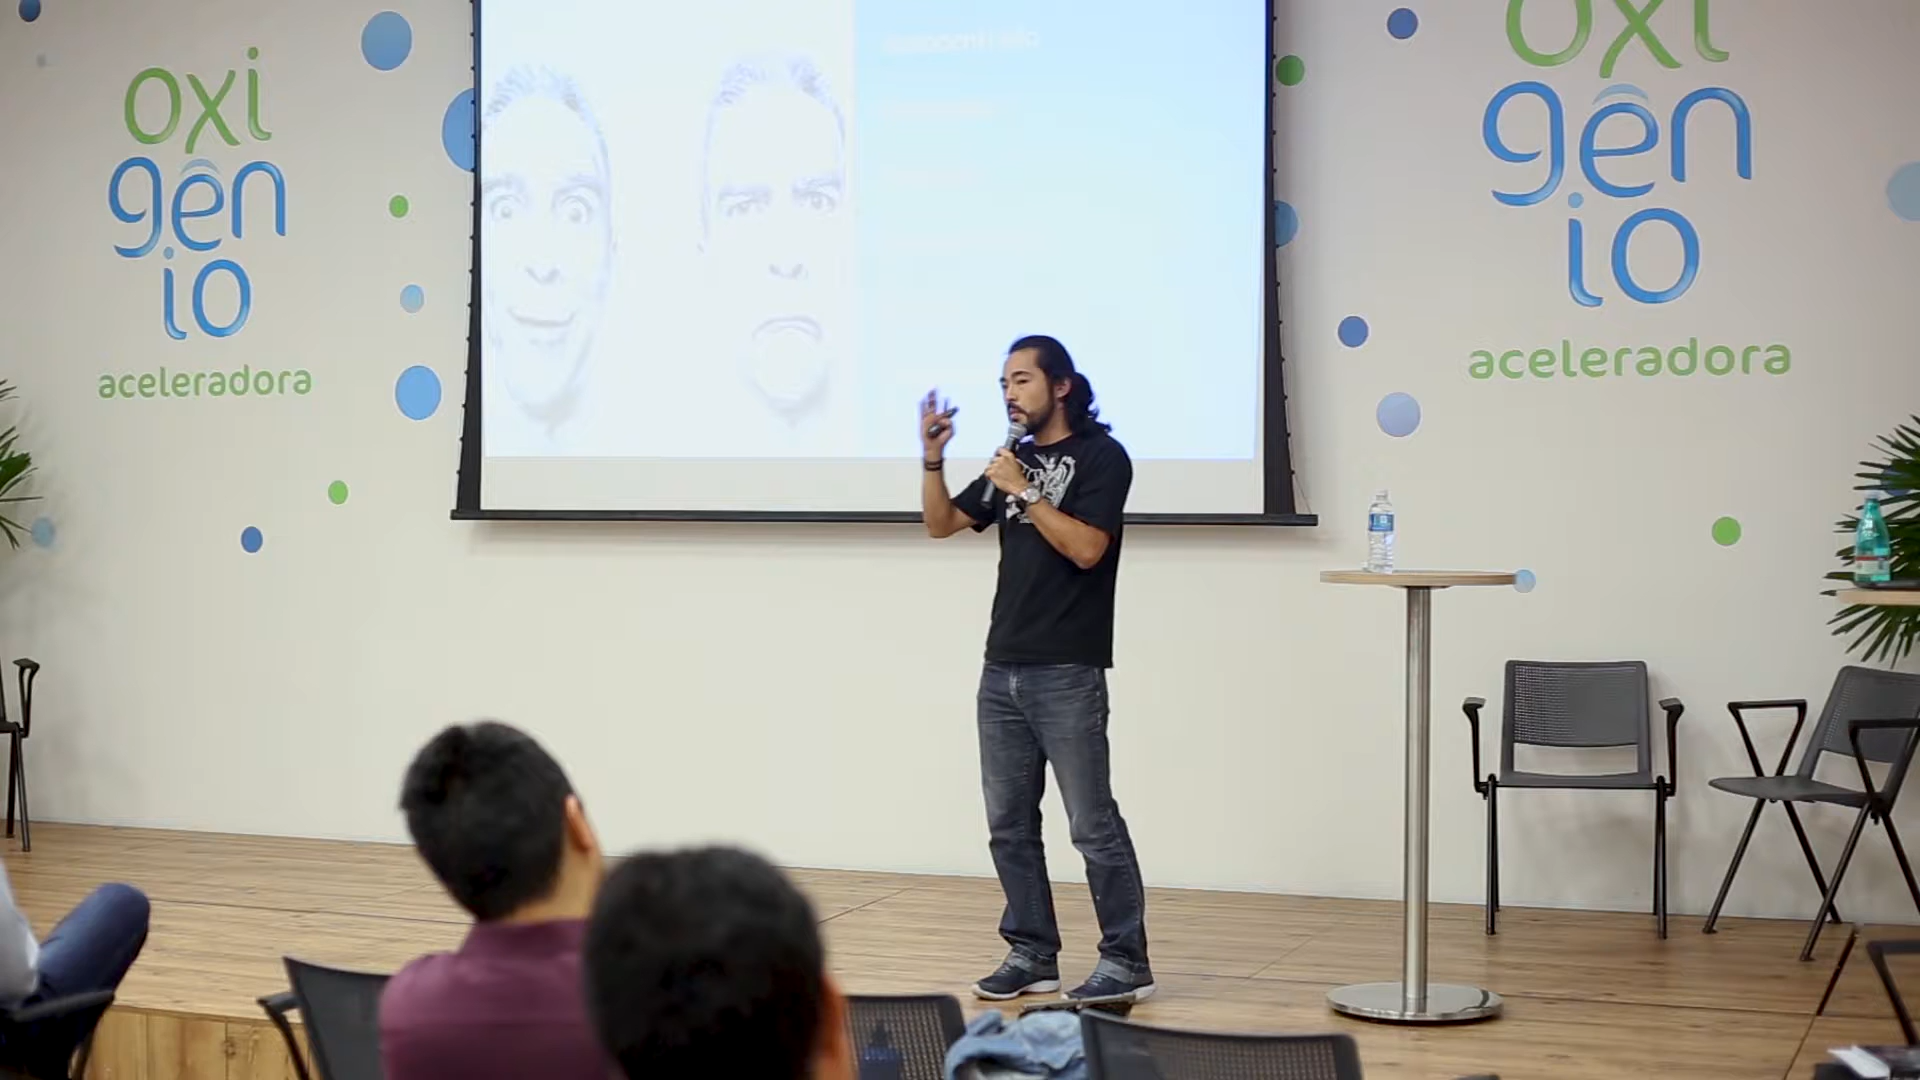 oxi
gên
io
aceleradora
oxi
gên
io
aceleradora